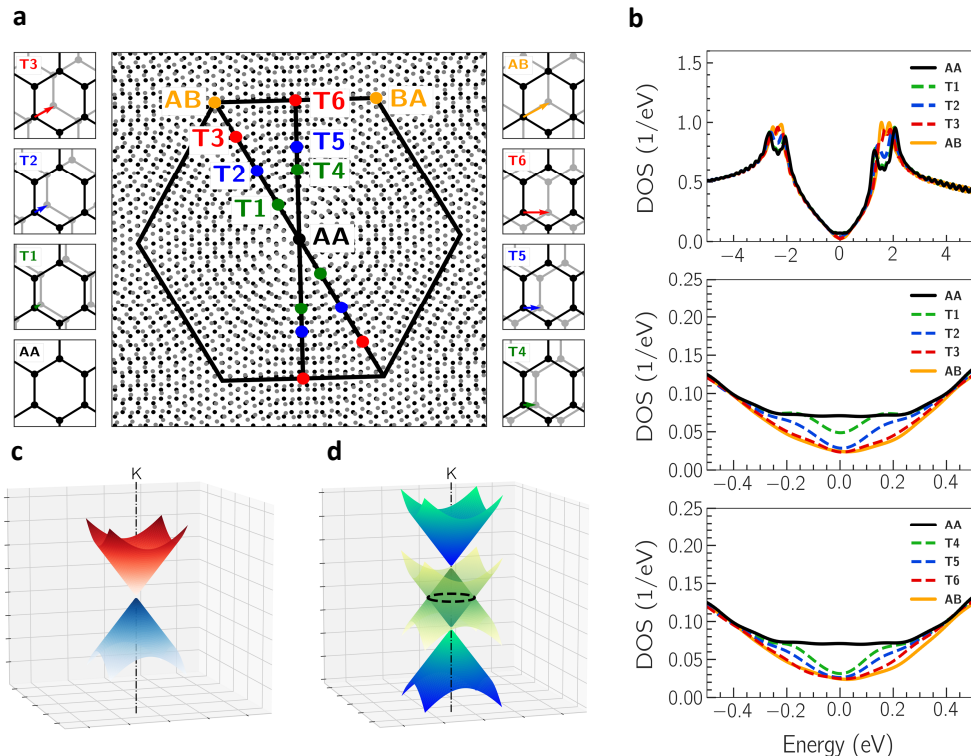 a
T3
T2
T1
AA
AB
BA
T6
T3
T5
T2
T4
T1
AA
AB
T6
T5
T4
b
DOS (1/eV)
1.5
1.0
0.5
0.0
−4 −2 0 2 4
AA
T1
T2
T3
AB
DOS (1/eV)
0.25
0.20
0.15
0.10
0.05
0.00
−0.4 −0.2 0.0 0.2 0.4
AA
T1
T2
T3
AB
DOS (1/eV)
0.25
0.20
0.15
0.10
0.05
0.00
−0.4 −0.2 0.0 0.2 0.4
AA
T4
T5
T6
AB
Energy (eV)
c
K
d
K